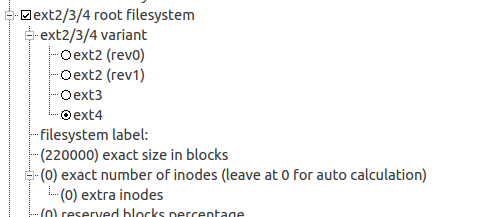 ext2/3/4 root filesystem
ext2/3/4 variant
ext2 (rev0)
ext2 (rev1)
ext3
ext4
filesystem label:
(220000) exact size in blocks
(0) exact number of inodes (leave at 0 for auto calculation)
(0) extra inodes
(0) reserved blocks percentage